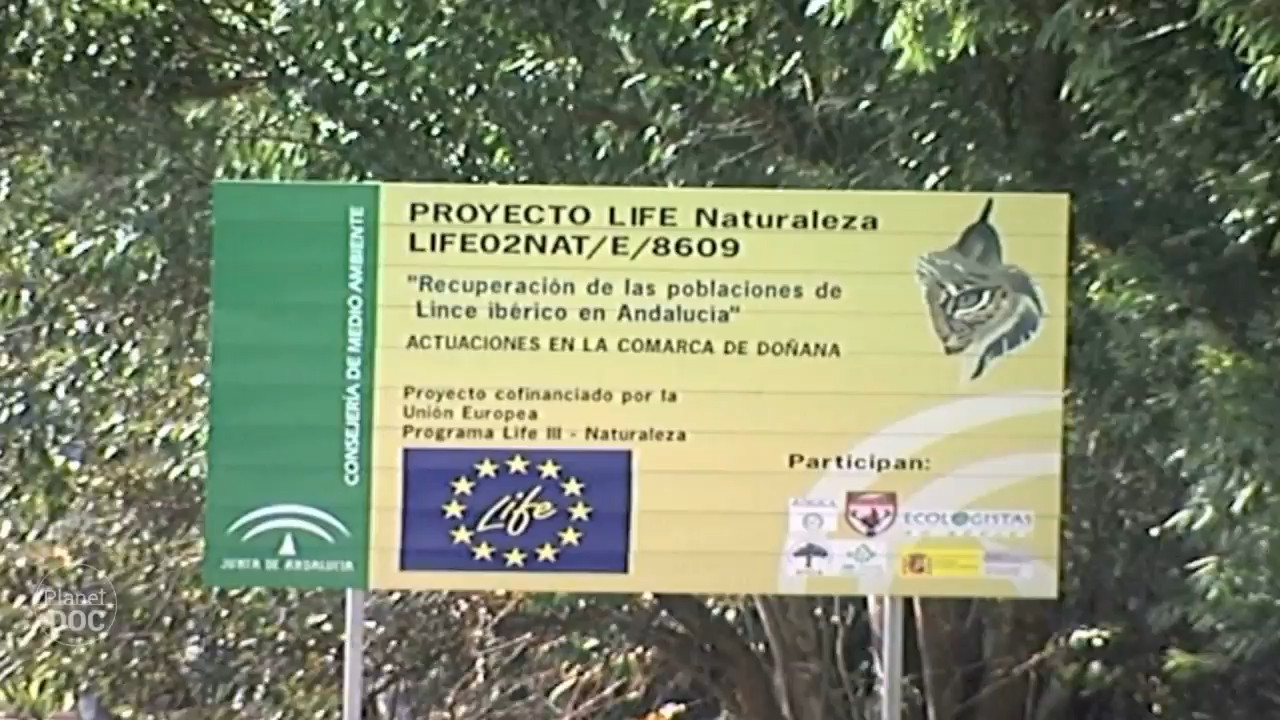 PROYECTO LIFE Naturaleza
LIFE02NAT/E/8609
"Recuperación de las poblaciones de
Lince ibérico en Andalucía"
ACTUACIONES EN LA COMARCA DE DOÑANA
Proyecto cofinanciado por la
Unión Europea
Programa Life III - Naturaleza
Life
Participan:
ECOLOGISTAS
CONSEJERÍA DE MEDIO AMBIENTE
JUNTA DE ANDALUCIA
Planet
DOC